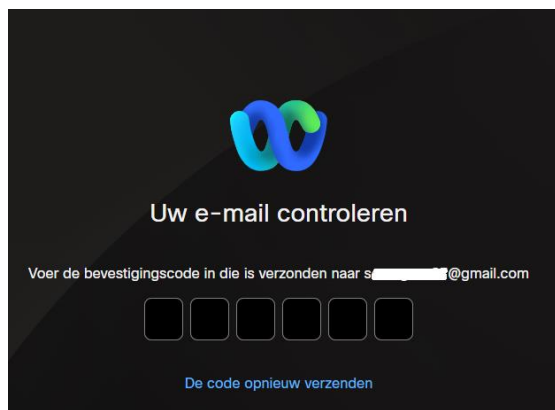 Uw e-mail controleren
Voer de bevestigingscode in die is verzonden naar s @gmail.com
De code opnieuw verzenden